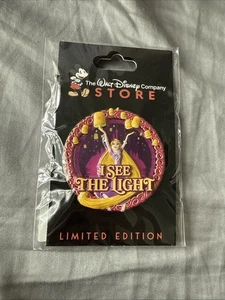 The WALT DISNEY Company
STORE
I SEE
THE LIGHT
LIMITED EDITION